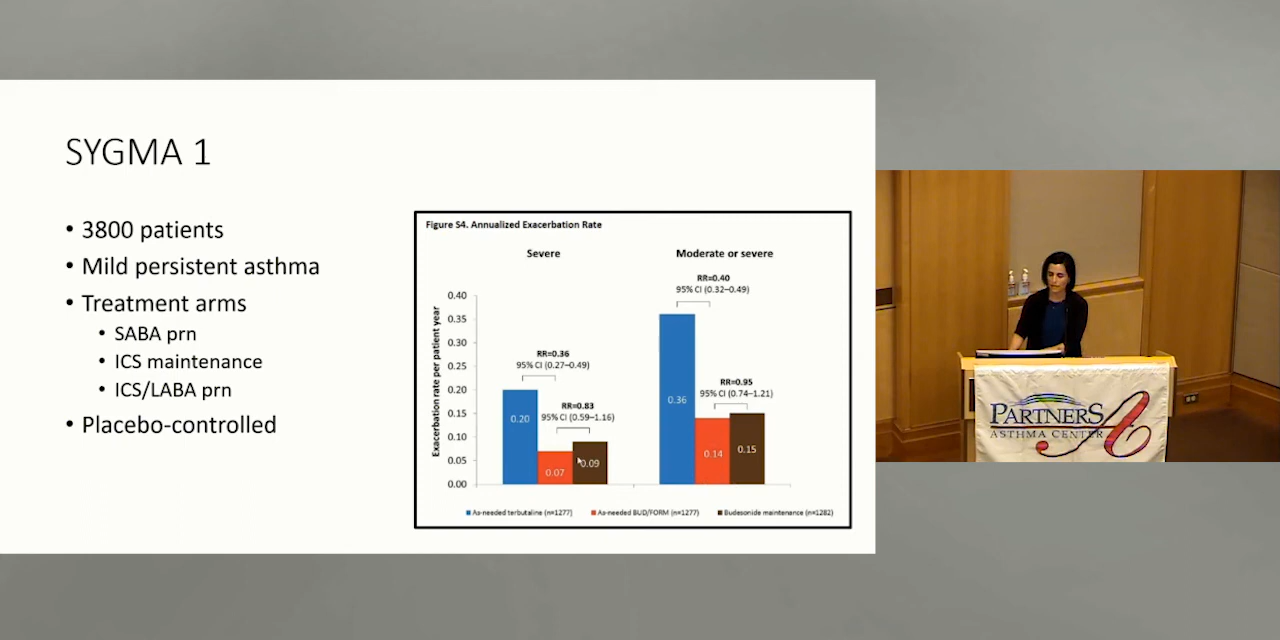 SYGMA 1
• 3800 patients
• Mild persistent asthma
• Treatment arms
• SABA prn
• ICS maintenance
• ICS/LABA prn
• Placebo-controlled
Figure S4. Annualized Exacerbation Rate
Severe
Moderate or severe
Exacerbation rate per patient year
0.40
0.35
0.30
0.25
0.20
0.15
0.10
0.05
0.00
RR=0.36
95% CI (0.27–0.49)
RR=0.83
95% CI (0.59–1.16)
0.20
0.07
0.09
RR=0.40
95% CI (0.32–0.49)
RR=0.95
95% CI (0.74–1.21)
0.36
0.14
0.15
As-needed terbutaline (n=1277)
As-needed BUD/FORM (n=1277)
Budesonide maintenance (n=1282)
PARTNERS
ASTHMA CENTER